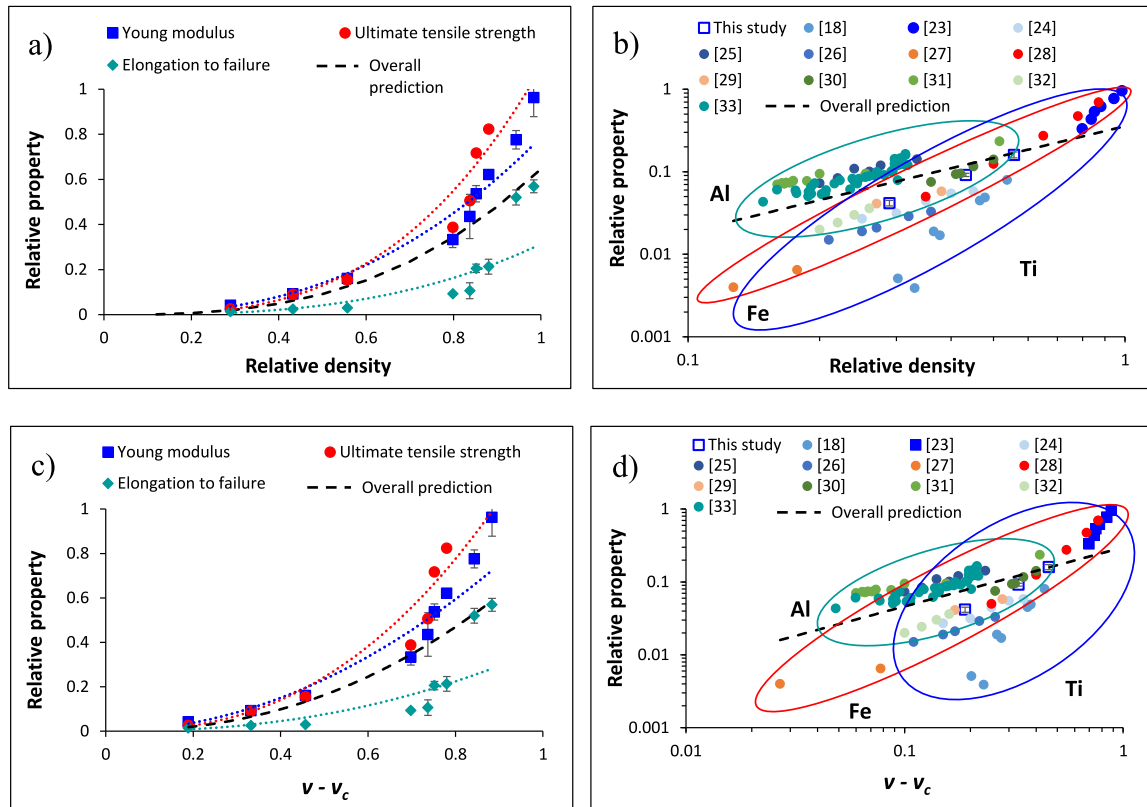 a)
Young modulus
Ultimate tensile strength
Elongation to failure
Overall
prediction
1
0.8
0.6
0.4
0.2
0
0 0.2 0.4 0.6 0.8 1
Relative property
Relative density
b)
This study [18] [23] [24]
[25] [26] [27] [28]
[29] [30] [31] [32]
[33] Overall prediction
1
0.1
0.01
0.001
0.1 1
Relative property
Relative density
Al
Ti
Fe
c)
Young modulus
Ultimate tensile strength
Elongation to failure
Overall prediction
1
0.8
0.6
0.4
0.2
0
0 0.2 0.4 0.6 0.8 1
Relative property
v - vc
d)
This study [18] [23] [24]
[25] [26] [27] [28]
[29] [30] [31] [32]
[33] Overall prediction
1
0.1
0.01
0.001
0.01 0.1 1
Relative property
v - vc
Al
Ti
Fe